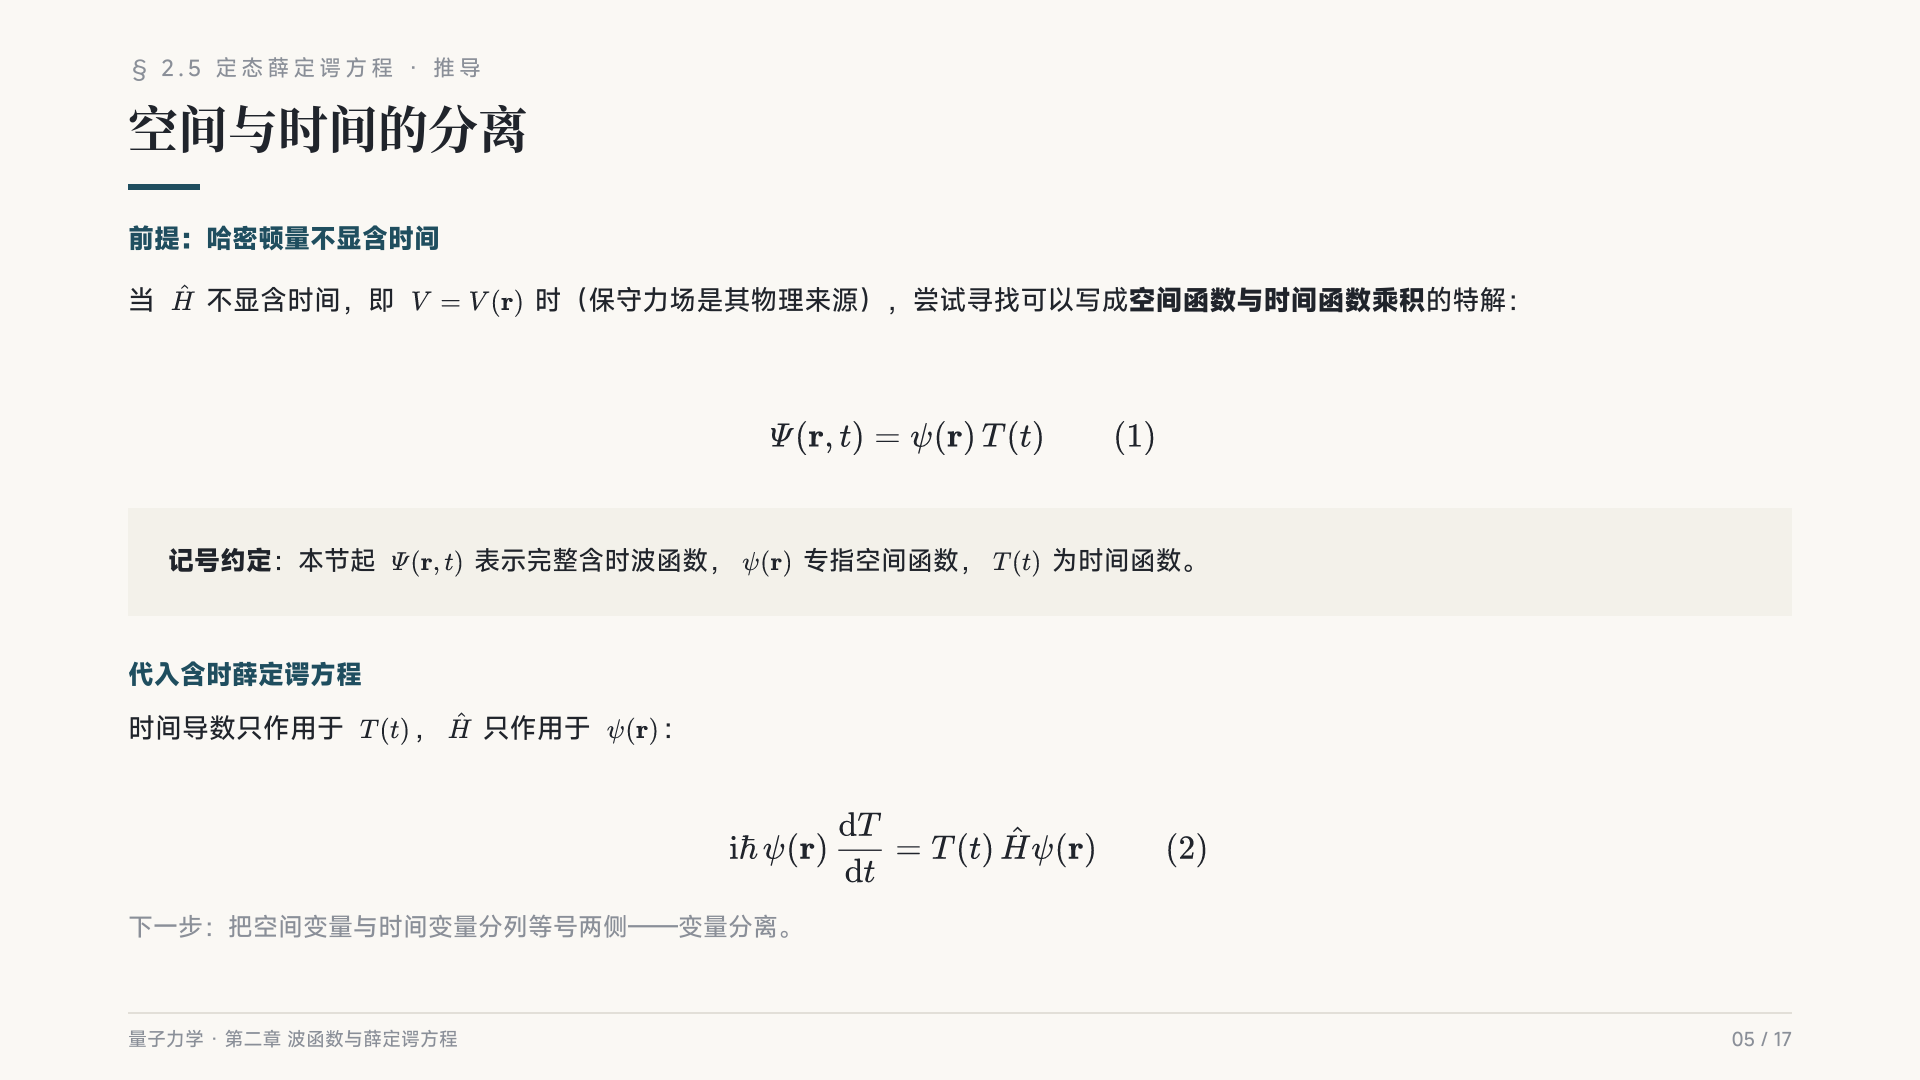 § 2.5 定态薛定谔方程 · 推导
空间与时间的分离
前提：哈密顿量不显含时间
当 Ĥ 不显含时间，即 V = V(r) 时（保守力场是其物理来源），尝试寻找可以写成空间函数与时间函数乘积的特解：
Ψ(r, t) = ψ(r) T(t) (1)
记号约定：本节起 Ψ(r, t) 表示完整含时波函数， ψ(r) 专指空间函数， T(t) 为时间函数。
代入含时薛定谔方程
时间导数只作用于 T(t)， Ĥ 只作用于 ψ(r)：
iħ ψ(r) dT/dt = T(t) Ĥψ(r) (2)
下一步：把空间变量与时间变量分列等号两侧——变量分离。
量子力学 · 第二章 波函数与薛定谔方程
05 / 17